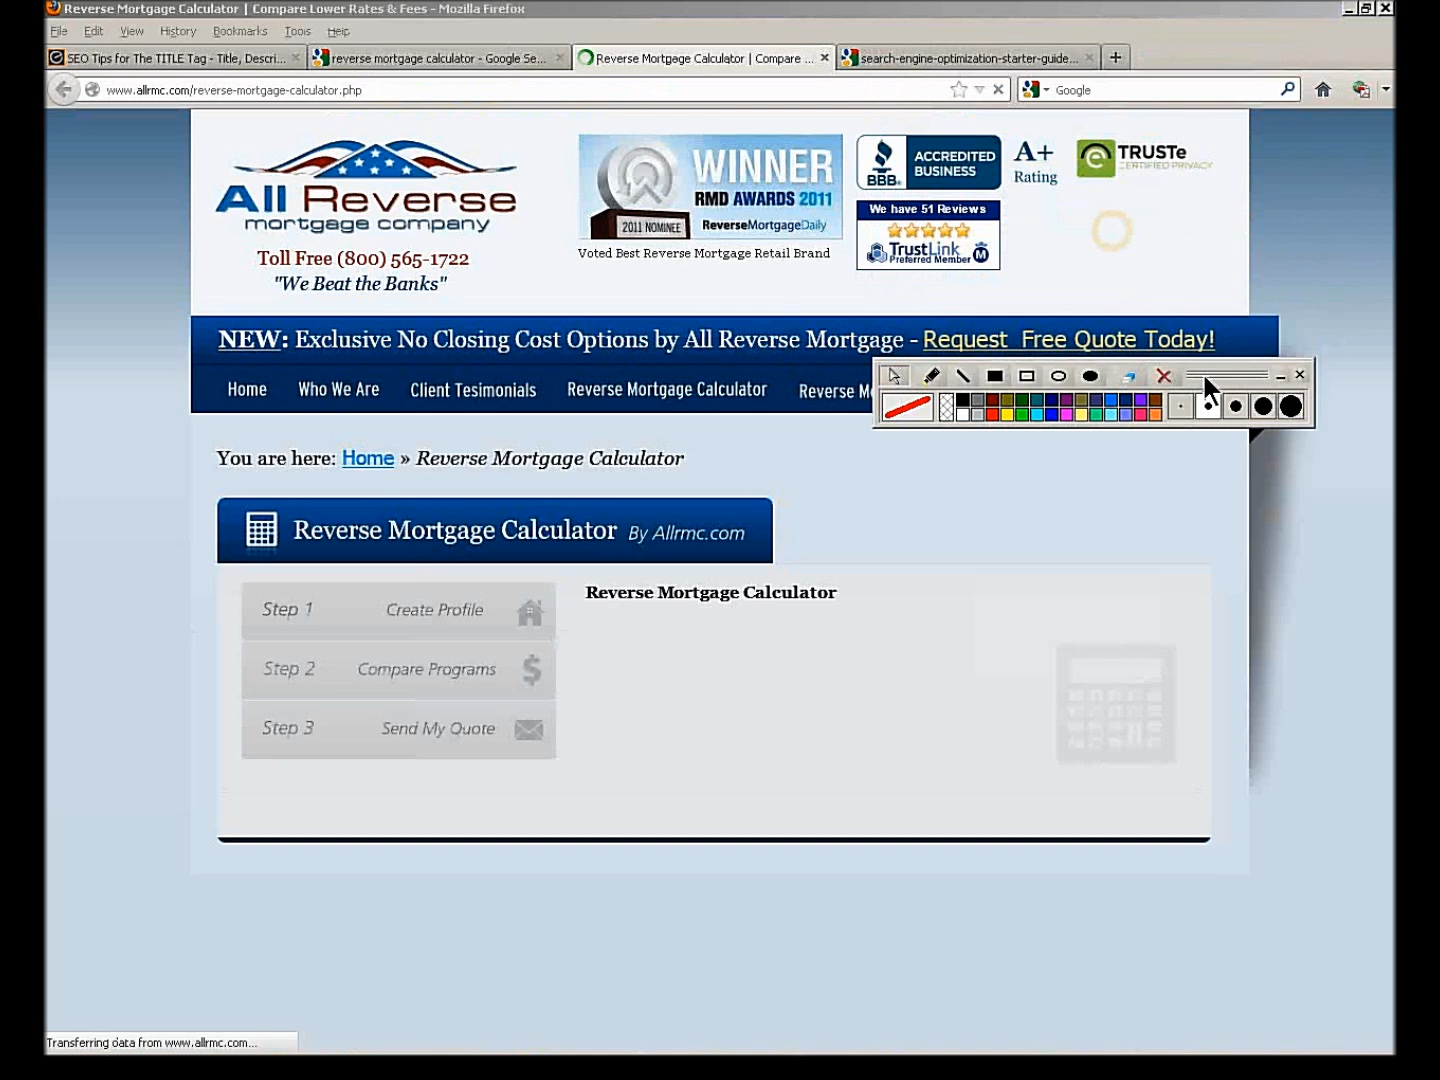 Reverse Mortgage Calculator | Compare Lower Rates & Fees - Mozilla Firefox
File Edit View History Bookmarks Tools Help
SEO Tips for The TITLE Tag - Title, Descri...
reverse mortgage calculator - Google Se...
Reverse Mortgage Calculator | Compare ...
search-engine-optimization-starter-guide...
www.allrmc.com/reverse-mortgage-calculator.php
Google
All Reverse
mortgage company
Toll Free (800) 565-1722
"We Beat the Banks"
WINNER
RMD AWARDS 2011
2011 NOMINEE
ReverseMortgageDaily
Voted Best Reverse Mortgage Retail Brand
BBB.
ACCREDITED
BUSINESS
A+
Rating
We have 51 Reviews
TrustLink
Preferred Member
M
TRUSTe
CERTIFIED PRIVACY
NEW: Exclusive No Closing Cost Options by All Reverse Mortgage - Request Free Quote Today!
Home Who We Are Client Tesimonials Reverse Mortgage Calculator Reverse M
You are here: Home » Reverse Mortgage Calculator
Reverse Mortgage Calculator By Allrmc.com
Step 1 Create Profile
Step 2 Compare Programs
Step 3 Send My Quote
Reverse Mortgage Calculator
Transferring data from www.allrmc.com...